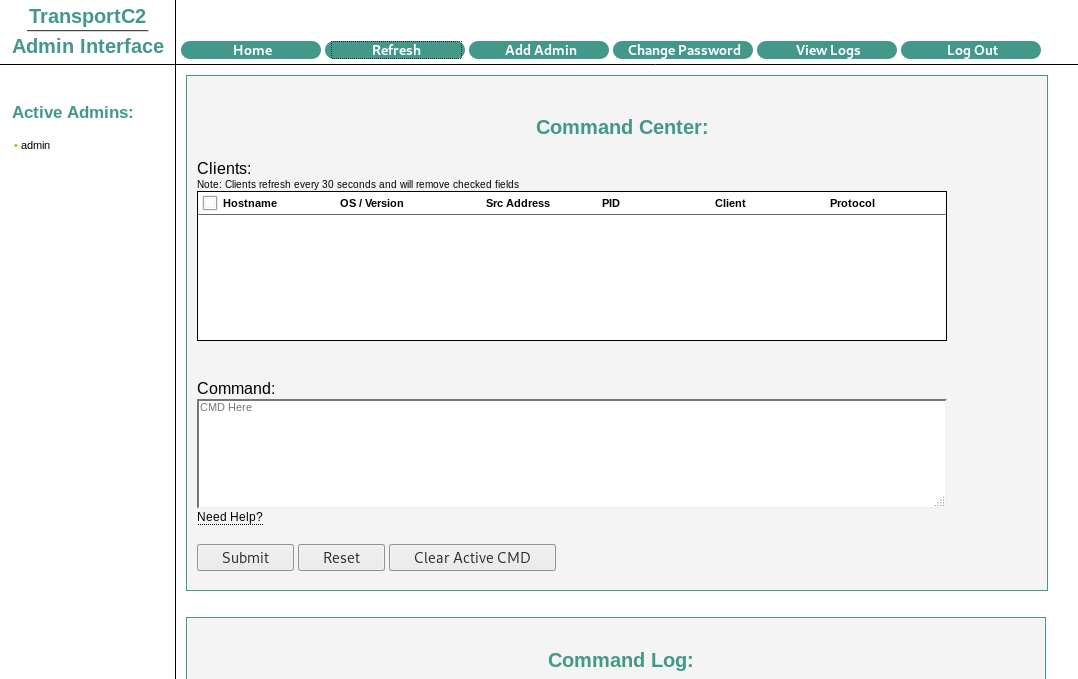 TransportC2
Admin Interface
Home Refresh Add Admin Change Password View Logs Log Out
Active Admins:
• admin
Command Center:
Clients:
Note: Clients refresh every 30 seconds and will remove checked fields
Hostname OS / Version Src Address PID Client Protocol
Command:
CMD Here
Need Help?
Submit Reset Clear Active CMD
Command Log: